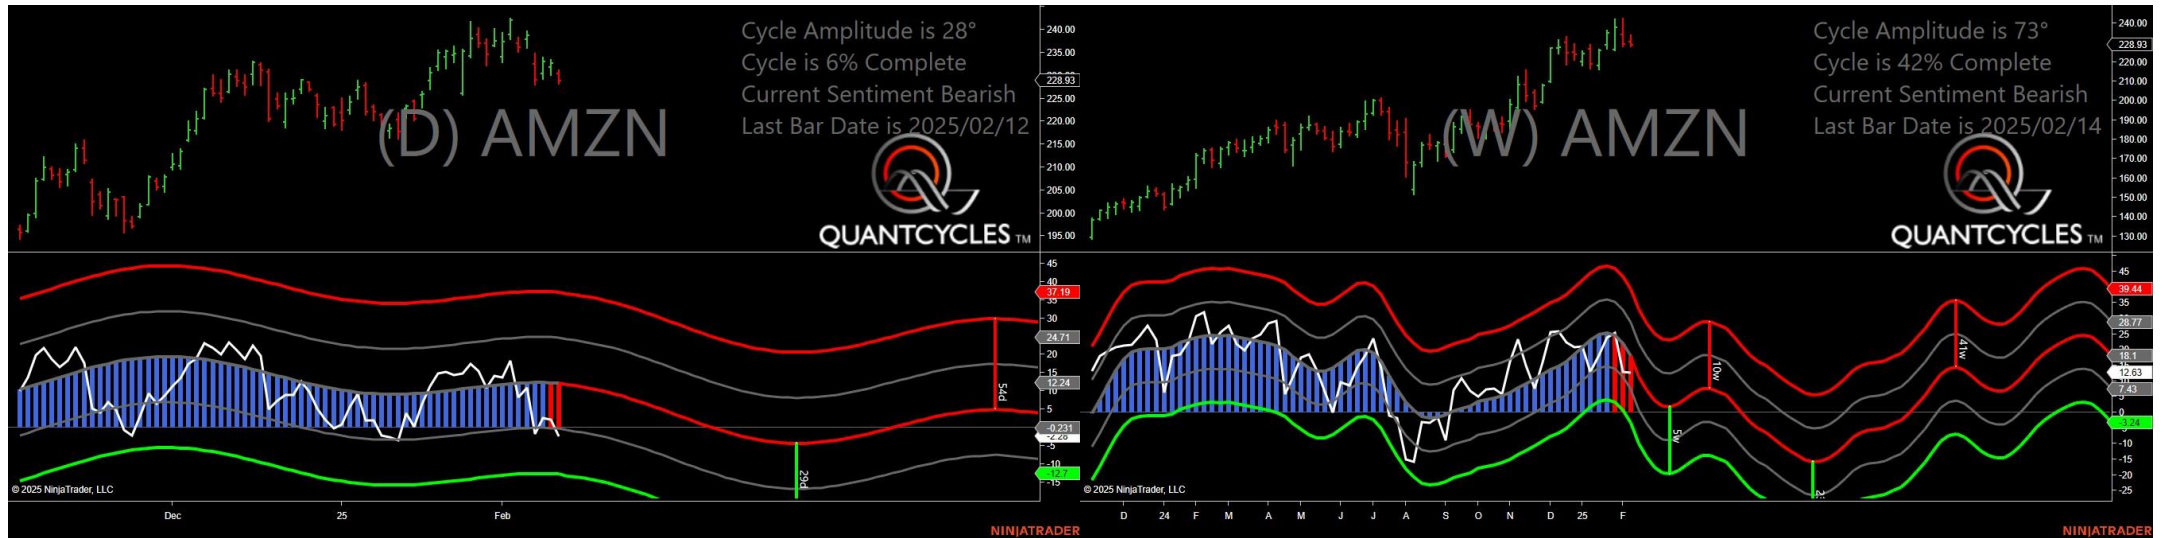 Cycle Amplitude is 28°
Cycle is 6% Complete
Current Sentiment Bearish
Last Bar Date is 2025/02/12
(D) AMZN
QUANTCYCLES TM
240.00
235.00
228.93
225.00
220.00
215.00
210.00
205.00
200.00
195.00
45
40
37.19
35
30
24.71
20
15
12.24
10
5
-0.231
-2.28
-5
-10
-12.7
-15
54d
29d
© 2025 NinjaTrader, LLC
Dec
25
Feb
NINJATRADER
Cycle Amplitude is 73°
Cycle is 42% Complete
Current Sentiment Bearish
Last Bar Date is 2025/02/14
(W) AMZN
QUANTCYCLES TM
240.00
228.93
220.00
210.00
200.00
190.00
180.00
170.00
160.00
150.00
140.00
130.00
45
39.44
35
28.77
25
18.1
12.63
7.43
5
0
-3.24
-10
-15
-20
-25
10w
5w
41w
© 2025 NinjaTrader, LLC
D
24
F
M
A
M
J
J
A
S
O
N
D
25
F
NINJATRADER